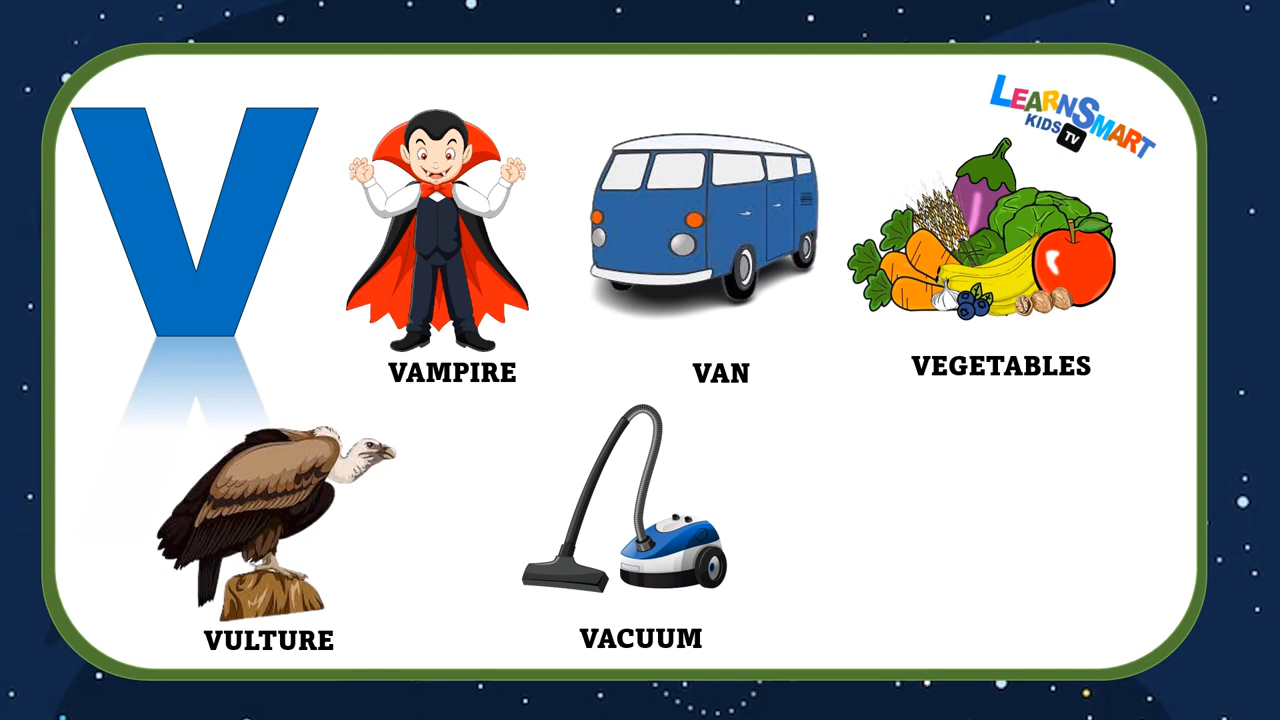 V
LEARNSMART
KIDS TV
VAMPIRE
VAN
VEGETABLES
VULTURE
VACUUM